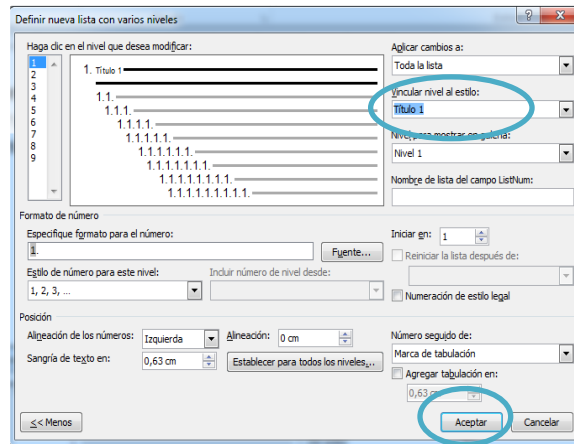 Definir nueva lista con varios niveles
Haga clic en el nivel que desea modificar:
1
2
3
4
5
6
7
8
9
1. Título 1
1.1.
1.1.1.
1.1.1.1.
1.1.1.1.1.
1.1.1.1.1.1.
1.1.1.1.1.1.1.
1.1.1.1.1.1.1.1.
1.1.1.1.1.1.1.1.1.
Aplicar cambios a:
Toda la lista
Vincular nivel al estilo:
Título 1
Nivel para mostrar en galería:
Nivel 1
Nombre de lista del campo ListNum:
Formato de número
Especifique formato para el número:
1.
Fuente...
Estilo de número para este nivel:
1, 2, 3, ...
Incluir número de nivel desde:
Iniciar en: 1
Reiniciar la lista después de:
Numeración de estilo legal
Posición
Alineación de los números: Izquierda
Alineación: 0 cm
Sangría de texto en: 0,63 cm
Establecer para todos los niveles...
Número seguido de:
Marca de tabulación
Agregar tabulación en:
0,63 cm
<< Menos
Aceptar
Cancelar